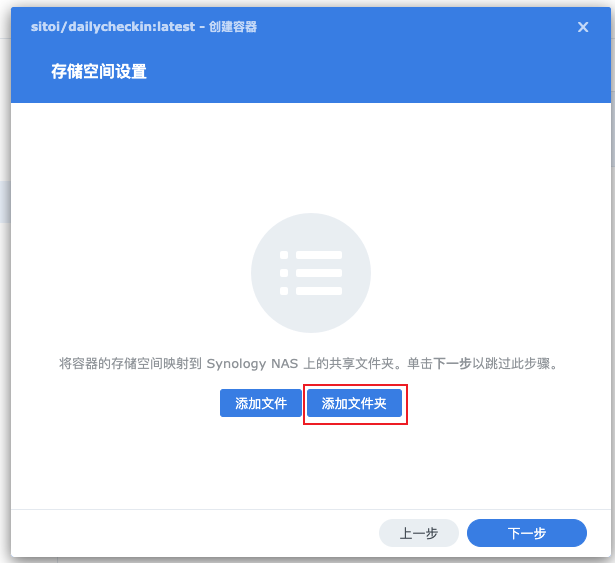 sitoi/dailycheckin:latest - 创建容器
存储空间设置
将容器的存储空间映射到 Synology NAS 上的共享文件夹。单击下一步以跳过此步骤。
添加文件 添加文件夹
上一步 下一步